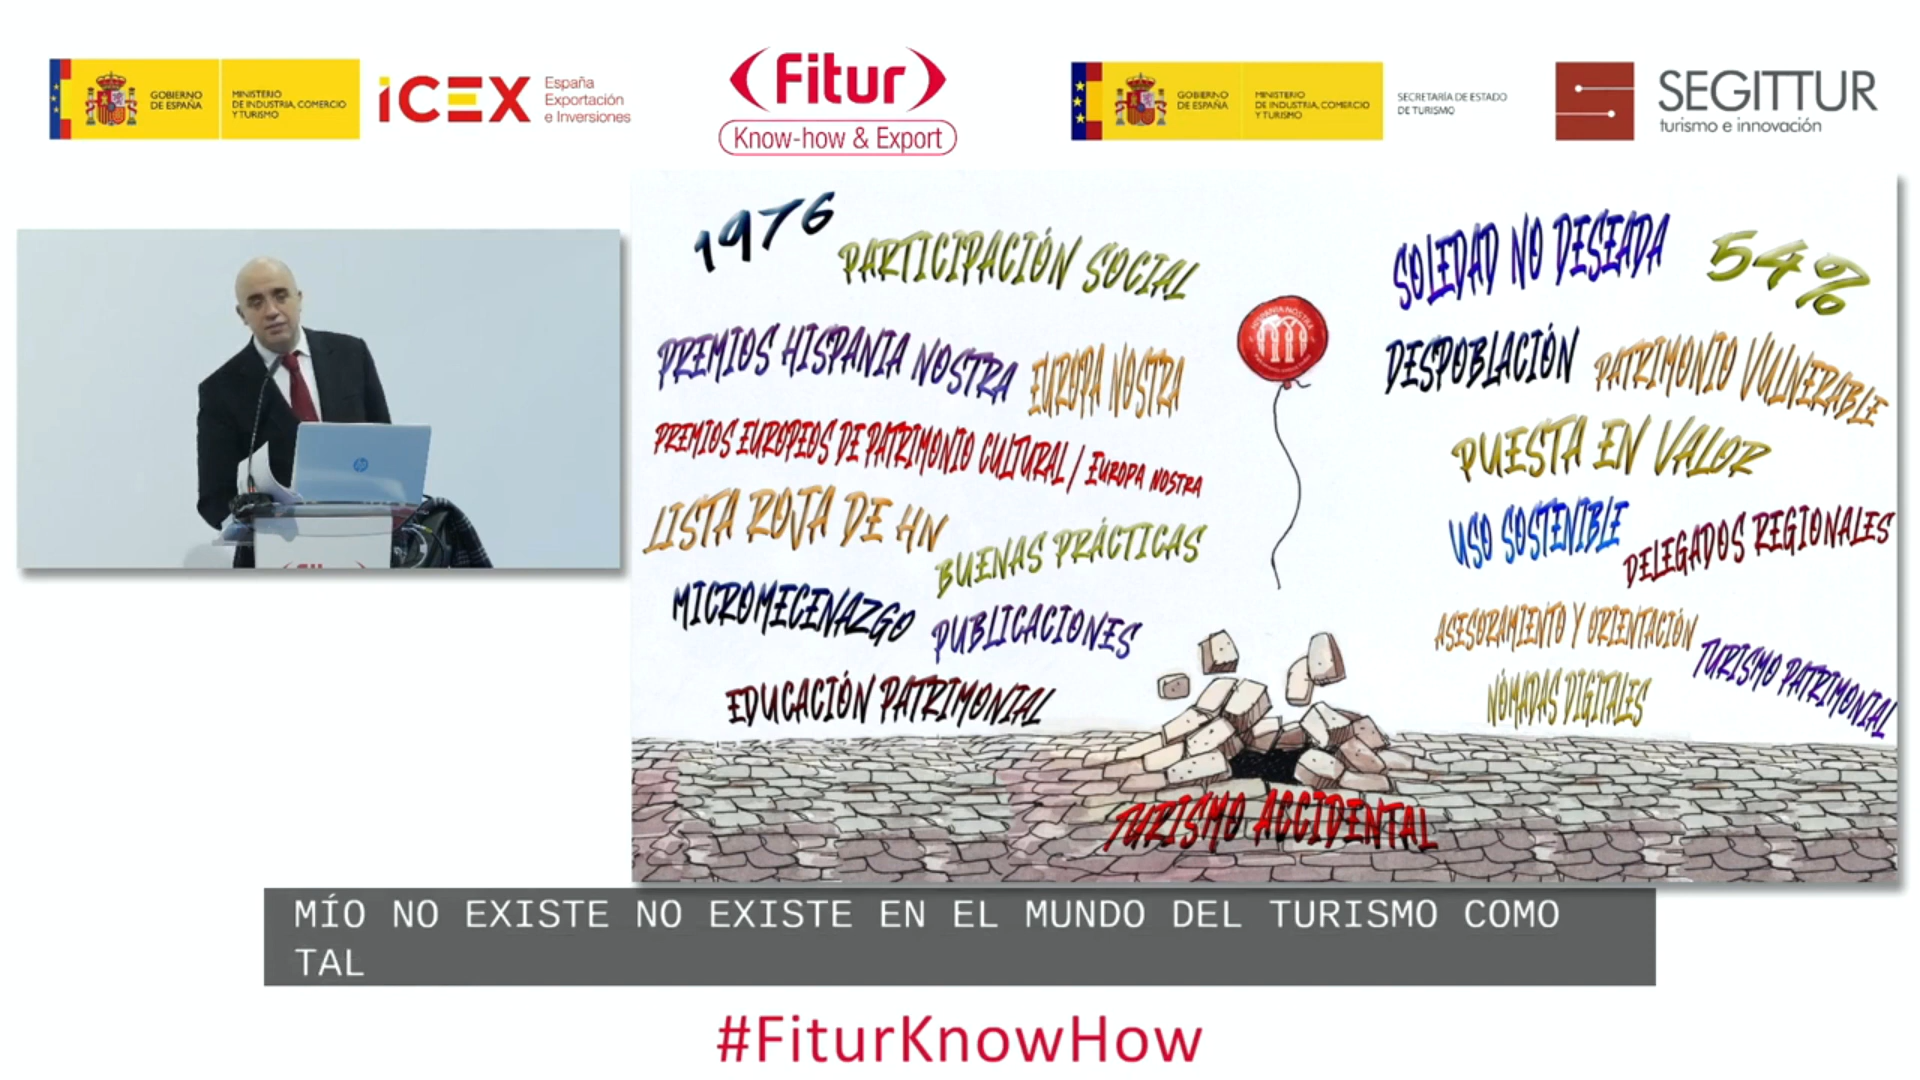 GOBIERNO
DE ESPAÑA
MINISTERIO
DE INDUSTRIA, COMERCIO
Y TURISMO
iCEX
España
Exportación
e Inversiones
Fitur
Know-how & Export
GOBIERNO
DE ESPAÑA
MINISTERIO
DE INDUSTRIA, COMERCIO
Y TURISMO
SECRETARÍA DE ESTADO
DE TURISMO
SEGITTUR
turismo e innovación
hp
1976
PARTICIPACIÓN SOCIAL
PREMIOS HISPANIA NOSTRA
EUROPA NOSTRA
PREMIOS EUROPEOS DE PATRIMONIO CULTURAL / EUROPA NOSTRA
LISTA ROJA DE HN
BUENAS PRÁCTICAS
MICROMECENAZGO
PUBLICACIONES
EDUCACIÓN PATRIMONIAL
HISPANIA NOSTRA
SOLEDAD NO DESEADA
54%
DESPOBLACIÓN
PATRIMONIO VULNERABLE
PUESTA EN VALOR
USO SOSTENIBLE
DELEGADOS REGIONALES
ASESORAMIENTO Y ORIENTACIÓN
TURISMO PATRIMONIAL
NÓMADAS DIGITALES
TURISMO ACCIDENTAL
MÍO NO EXISTE NO EXISTE EN EL MUNDO DEL TURISMO COMO
TAL
#FiturKnowHow